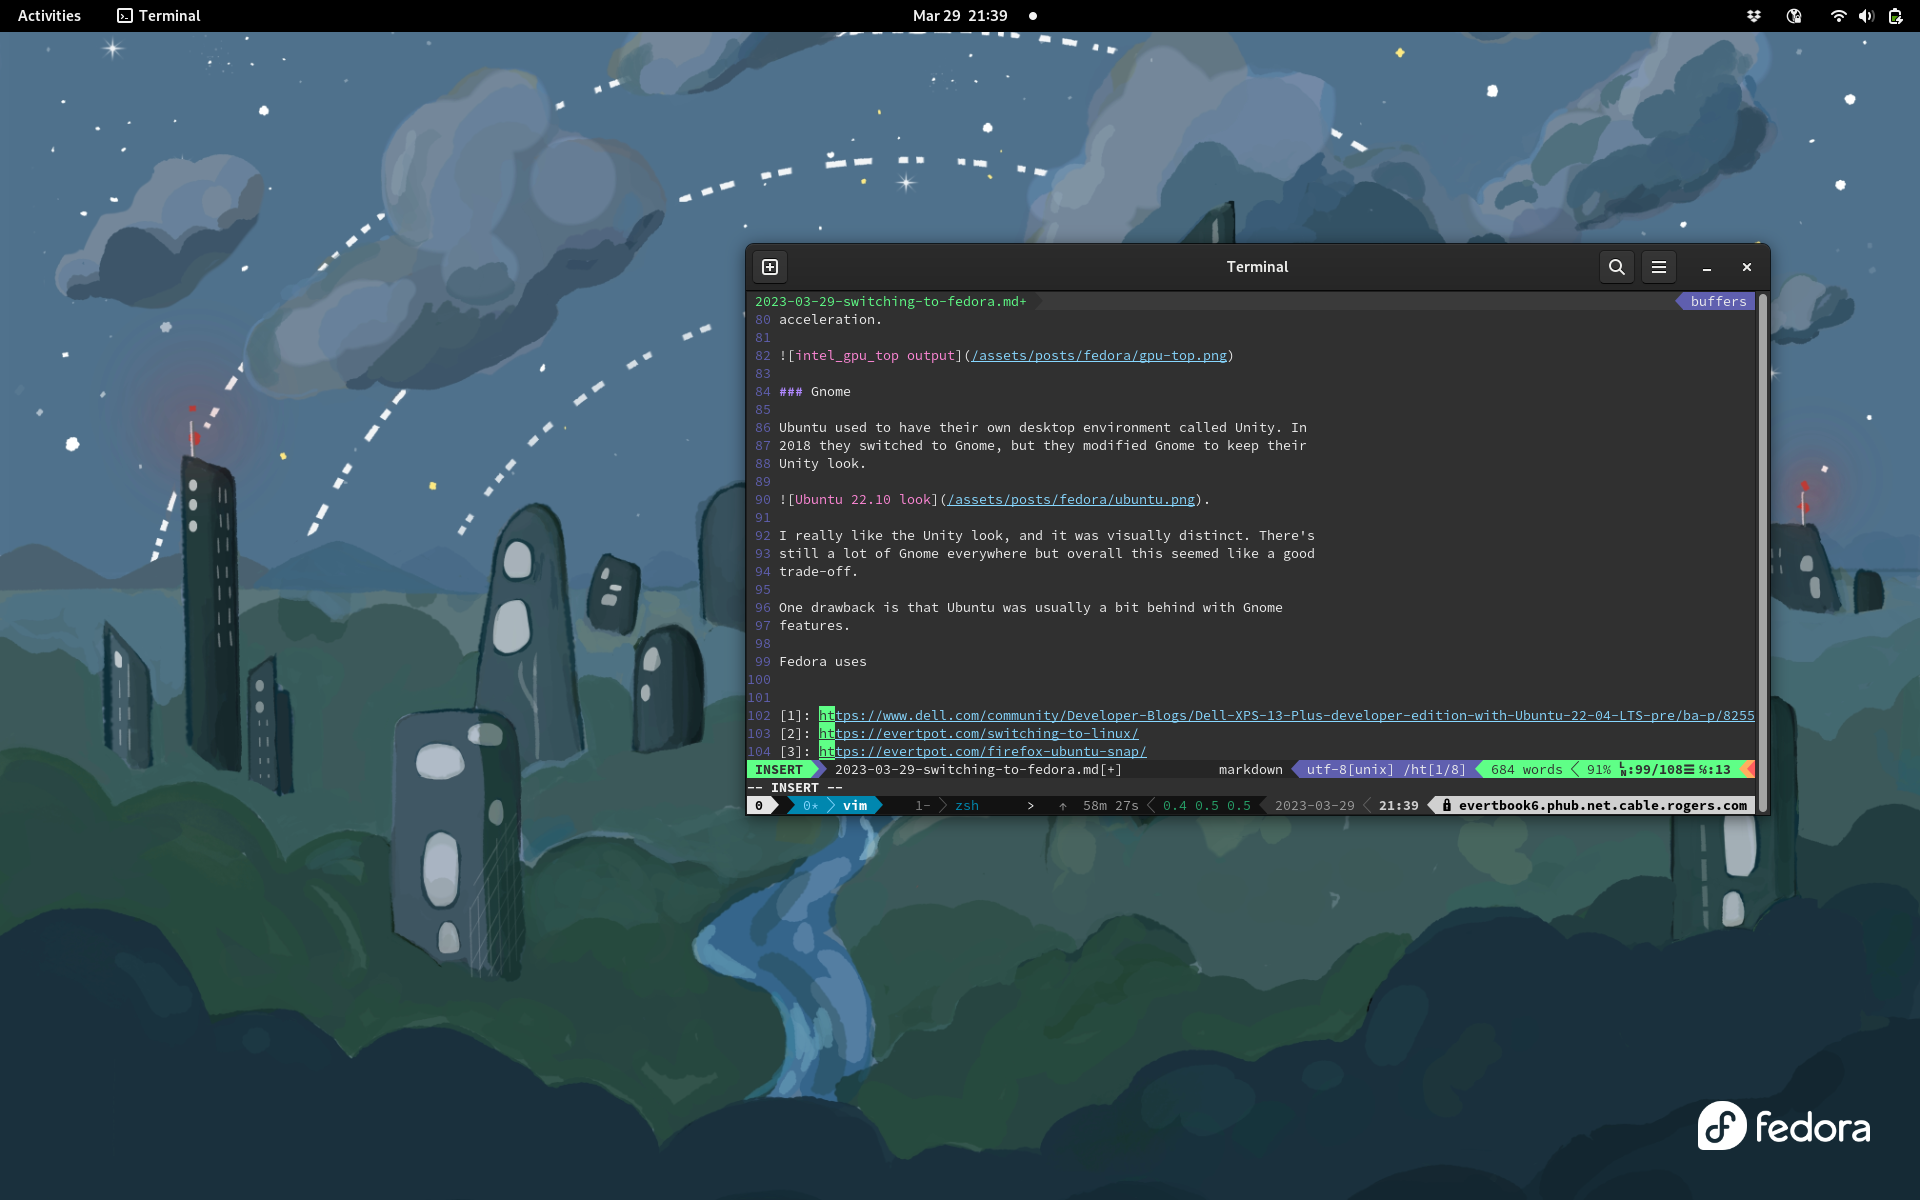 Activities
Terminal
Mar 29 21:39
Terminal
2023-03-29-switching-to-fedora.md+
buffers
80 acceleration.
81
82 ![intel_gpu_top output](/assets/posts/fedora/gpu-top.png)
83
84 ### Gnome
85
86 Ubuntu used to have their own desktop environment called Unity. In
87 2018 they switched to Gnome, but they modified Gnome to keep their
88 Unity look.
89
90 ![Ubuntu 22.10 look](/assets/posts/fedora/ubuntu.png).
91
92 I really like the Unity look, and it was visually distinct. There's
93 still a lot of Gnome everywhere but overall this seemed like a good
94 trade-off.
95
96 One drawback is that Ubuntu was usually a bit behind with Gnome
97 features.
98
99 Fedora uses
100
101
102 [1]: https://www.dell.com/community/Developer-Blogs/Dell-XPS-13-Plus-developer-edition-with-Ubuntu-22-04-LTS-pre/ba-p/8255
103 [2]: https://evertpot.com/switching-to-linux/
104 [3]: https://evertpot.com/firefox-ubuntu-snap/
INSERT 2023-03-29-switching-to-fedora.md[+] markdown utf-8[unix] /ht[1/8] 684 words 91% ␤:99/108☰ ℅:13
-- INSERT --
0 0* vim 1- zsh > ↑ 58m 27s 0.4 0.5 0.5 2023-03-29 21:39 evertbook6.phub.net.cable.rogers.com
fedora